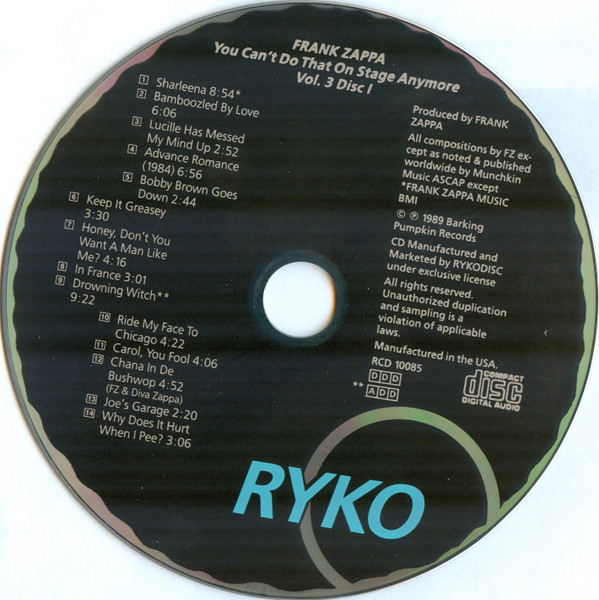 FRANK ZAPPA
You Can't Do That On Stage Anymore
Vol. 3 Disc I
1 Sharleena 8:54*
2 Bamboozled By Love
6:06
3 Lucille Has Messed
My Mind Up 2:52
4 Advance Romance
(1984) 6:56
5 Bobby Brown Goes
Down 2:44
6 Keep It Greasey
3:30
7 Honey, Don't You
Want A Man Like
Me? 4:16
8 In France 3:01
9 Drowning Witch**
9:22
10 Ride My Face To
Chicago 4:22
11 Carol, You Fool 4:06
12 Chana In De
Bushwop 4:52
(FZ & Diva Zappa)
13 Joe's Garage 2:20
14 Why Does It Hurt
When I Pee? 3:06
Produced by FRANK
ZAPPA
All compositions by FZ ex-
cept as noted & published
worldwide by Munchkin
Music ASCAP except
*FRANK ZAPPA MUSIC
BMI
© ℗ 1989 Barking
Pumpkin Records
CD Manufactured and
Marketed by RYKODISC
under exclusive license
All rights reserved.
Unauthorized duplication
and sampling is a
violation of applicable
laws.
Manufactured in the USA.
RCD 10085
DDD
** ADD
COMPACT
disc
DIGITAL AUDIO
RYKO